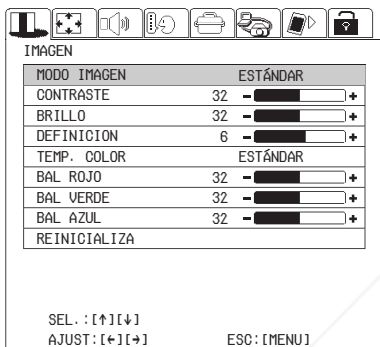 IMAGEN
MODO IMAGEN ESTÁNDAR
CONTRASTE 32 - +
BRILLO 32 - +
DEFINICION 6 - +
TEMP. COLOR ESTÁNDAR
BAL ROJO 32 - +
BAL VERDE 32 - +
BAL AZUL 32 - +
REINICIALIZA
SEL.:[↑][↓]
AJUST:[←][→] ESC:[MENU]